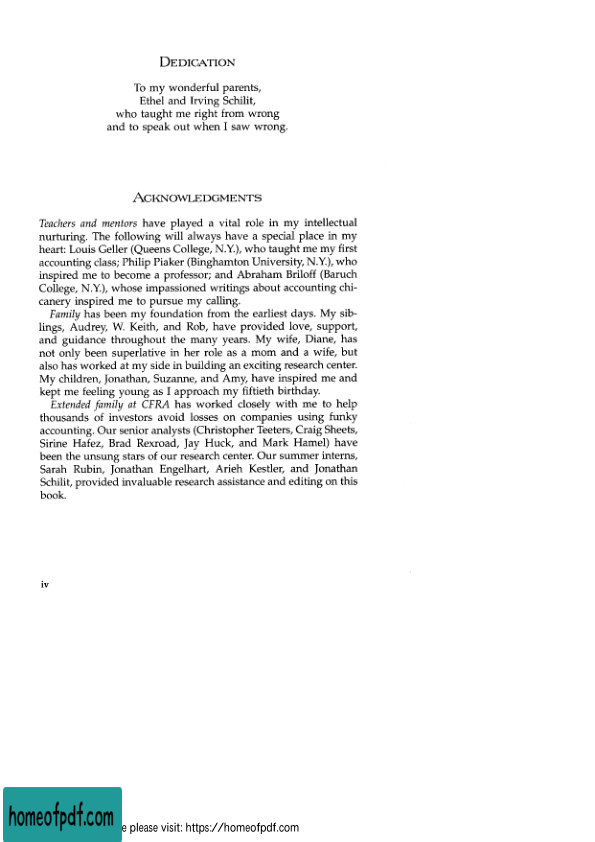 DEDICATION
To my wonderful parents,
Ethel and Irving Schilit,
who taught me right from wrong
and to speak out when I saw wrong.
ACKNOWLEDGMENTS
Teachers and mentors have played a vital role in my intellectual
nurturing. The following will always have a special place in my
heart: Louis Geller (Queens College, N.Y.), who taught me my first
accounting class; Philip Piaker (Binghamton University, N.Y.), who
inspired me to become a professor; and Abraham Briloff (Baruch
College, N.Y.), whose impassioned writings about accounting chi-
canery inspired me to pursue my calling.
Family has been my foundation from the earliest days. My sib-
lings, Audrey, W. Keith, and Rob, have provided love, support,
and guidance throughout the many years. My wife, Diane, has
not only been superlative in her role as a mom and a wife, but
also has worked at my side in building an exciting research center.
My children, Jonathan, Suzanne, and Amy, have inspired me and
kept me feeling young as I approach my fiftieth birthday.
Extended family at CFRA has worked closely with me to help
thousands of investors avoid losses on companies using funky
accounting. Our senior analysts (Christopher Teeters, Craig Sheets,
Sirine Hafez, Brad Rexroad, Jay Huck, and Mark Hamel) have
been the unsung stars of our research center. Our summer interns,
Sarah Rubin, Jonathan Engelhart, Arieh Kestler, and Jonathan
Schilit, provided invaluable research assistance and editing on this
book.
iv
homeofpdf.com
e please visit: https://homeofpdf.com